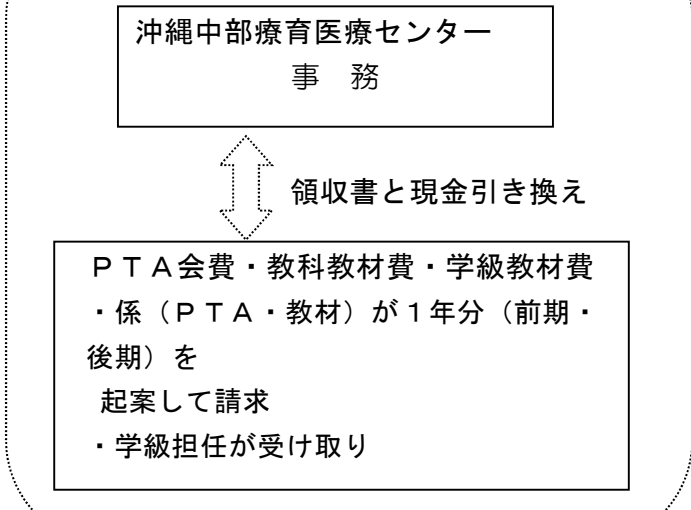 沖縄中部療育医療センター
事　務
領収書と現金引き換え
ＰＴＡ会費・教科教材費・学級教材費
・係（ＰＴＡ・教材）が１年分（前期・
後期）を
起案して請求
・学級担任が受け取り